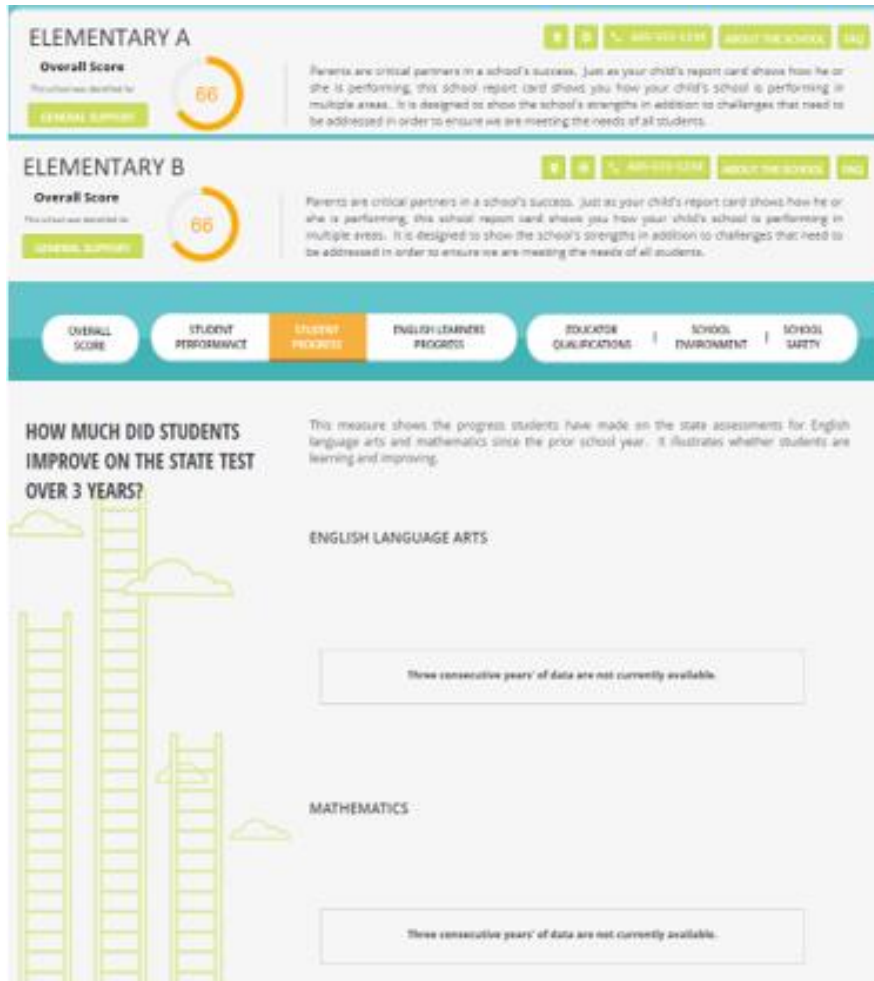 ELEMENTARY A
ABOUT THE SCHOOL FAQ
Overall Score
This school was identified for
GENERAL SUPPORT
66
Parents are critical partners in a school's success. Just as your child's report card shows how he or
she is performing, this school report card shows you how your child's school is performing in
multiple areas. It is designed to show the school's strengths in addition to challenges that need to
be addressed in order to ensure we are meeting the needs of all students.
ELEMENTARY B
ABOUT THE SCHOOL FAQ
Overall Score
This school was identified for
GENERAL SUPPORT
66
Parents are critical partners in a school's success. Just as your child's report card shows how he or
she is performing, this school report card shows you how your child's school is performing in
multiple areas. It is designed to show the school's strengths in addition to challenges that need to
be addressed in order to ensure we are meeting the needs of all students.
OVERALL
SCORE
STUDENT
PERFORMANCE
STUDENT
PROGRESS
ENGLISH LEARNERS
PROGRESS
EDUCATOR
QUALIFICATIONS
SCHOOL
ENVIRONMENT
SCHOOL
SAFETY
HOW MUCH DID STUDENTS
IMPROVE ON THE STATE TEST
OVER 3 YEARS?
This measure shows the progress students have made on the state assessments for English
language arts and mathematics since the prior school year. It illustrates whether students are
learning and improving.
ENGLISH LANGUAGE ARTS
Three consecutive years' of data are not currently available.
MATHEMATICS
Three consecutive years' of data are not currently available.